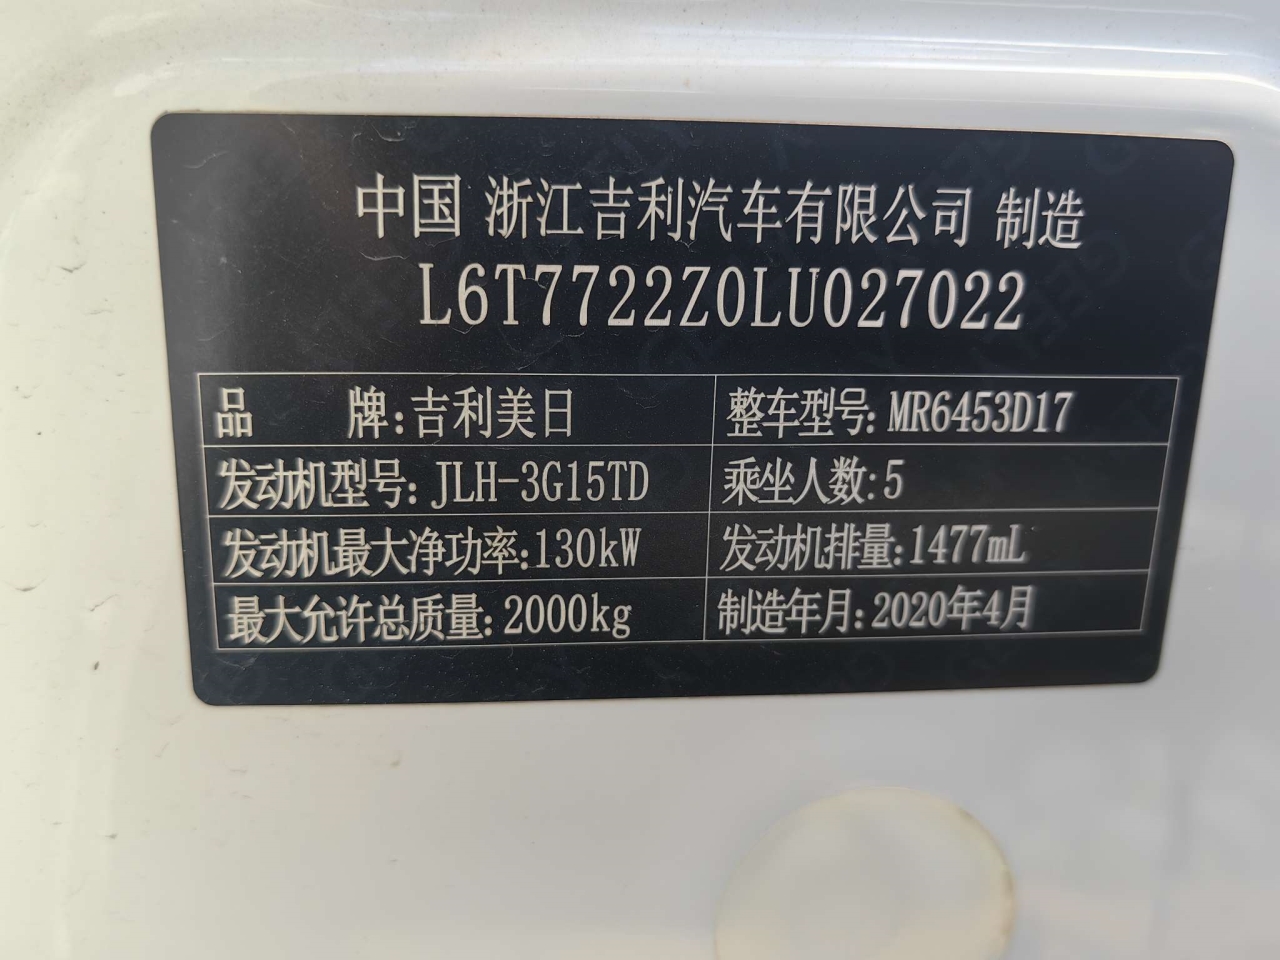 中国 浙江吉利汽车有限公司 制造
L6T7722Z0LU027022
品 牌:吉利美日 整车型号:MR6453D17
发动机型号:JLH-3G15TD 乘坐人数:5
发动机最大净功率:130kW 发动机排量:1477mL
最大允许总质量:2000kg 制造年月:2020年4月